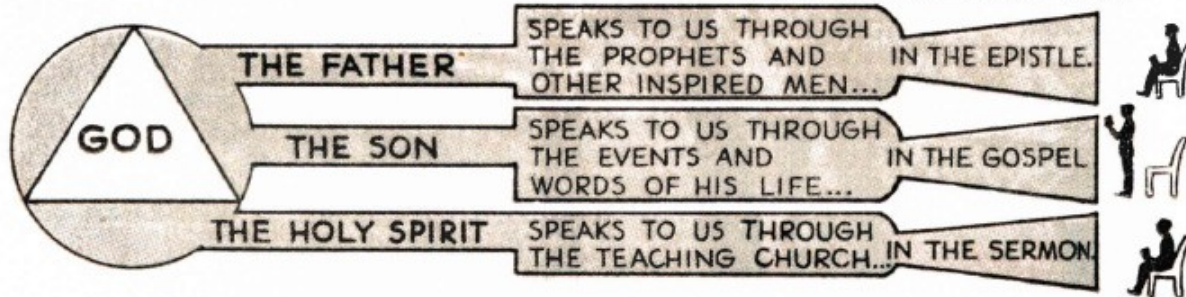 GOD
THE FATHER
SPEAKS TO US THROUGH
THE PROPHETS AND
OTHER INSPIRED MEN...
IN THE EPISTLE.
THE SON
SPEAKS TO US THROUGH
THE EVENTS AND
WORDS OF HIS LIFE...
IN THE GOSPEL
THE HOLY SPIRIT
SPEAKS TO US THROUGH
THE TEACHING CHURCH...
IN THE SERMON.